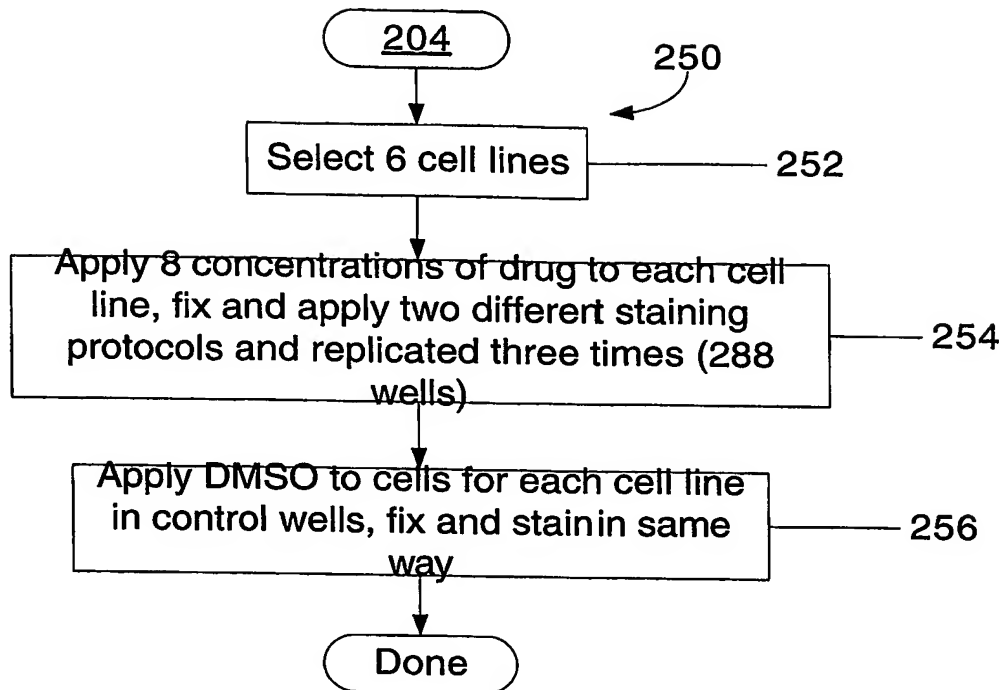 204
250
Select 6 cell lines
252
Apply 8 concentrations of drug to each cell
line, fix and apply two different staining
protocols and replicated three times (288
wells)
254
Apply DMSO to cells for each cell line
in control wells, fix and stain in same
way
256
Done